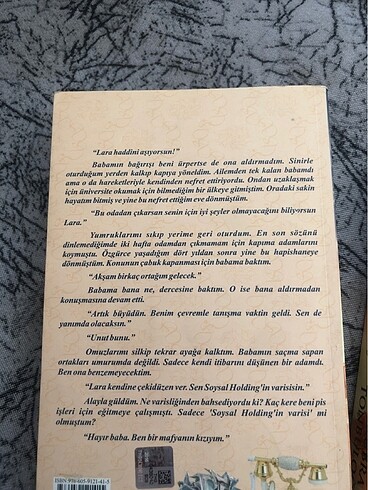 "Lara haddini aşıyorsun!"
Babamın bağırışı beni ürpertse de ona aldırmadım. Sinirle
oturduğum yerden kalkıp kapıya yöneldim. Ailemden tek kalan babamdı
ama o da hareketleriyle kendinden nefret ettiriyordu. Ondan uzaklaşmak
için üniversite okumak için bilmediğim bir ülkeye gitmiştim. Oradaki sakin
hayatım bitmiş ve yine bu nefret ettiğim eve dönmüştüm.
"Bu odadan çıkarsan senin için iyi şeyler olmayacağını biliyorsun
Lara."
Yumruklarımı sıkıp yerime geri oturdum. En son sözünü
dinlemediğimde iki hafta odamdan çıkmamam için kapıma adamlarını
koymuştu. Özgürce yaşadığım dört yıldan sonra yine bu hapishaneye
dönmüştüm. Konunun çabuk kapanması için babama baktım.
"Akşam birkaç ortağım gelecek."
Babama bana ne, dercesine baktım. O ise bana aldırmadan
konuşmasına devam etti.
"Artık büyüdün. Benim çevremle tanışma vaktin geldi. Sen de
yanımda olacaksın."
"Unut bunu."
Omuzlarımı silkip tekrar ayağa kalktım. Babamın saçma sapan
ortakları umurumda değildi. Sadece kendi itibarını düşünen bir adamdı.
Ben ona benzemeyecektim.
"Lara kendine çekidüzen ver. Sen Soysal Holding'in varisisin."
Alayla güldüm. Ne varisliğinden bahsediyordu ki? Kaç kere beni pis
işleri için eğitmeye çalışmıştı. Sadece 'Soysal Holding'in varisi' mi
olmuştum?
"Hayır baba. Ben bir mafyanın kızıyım."
ISBN 978-605-9121-41-5